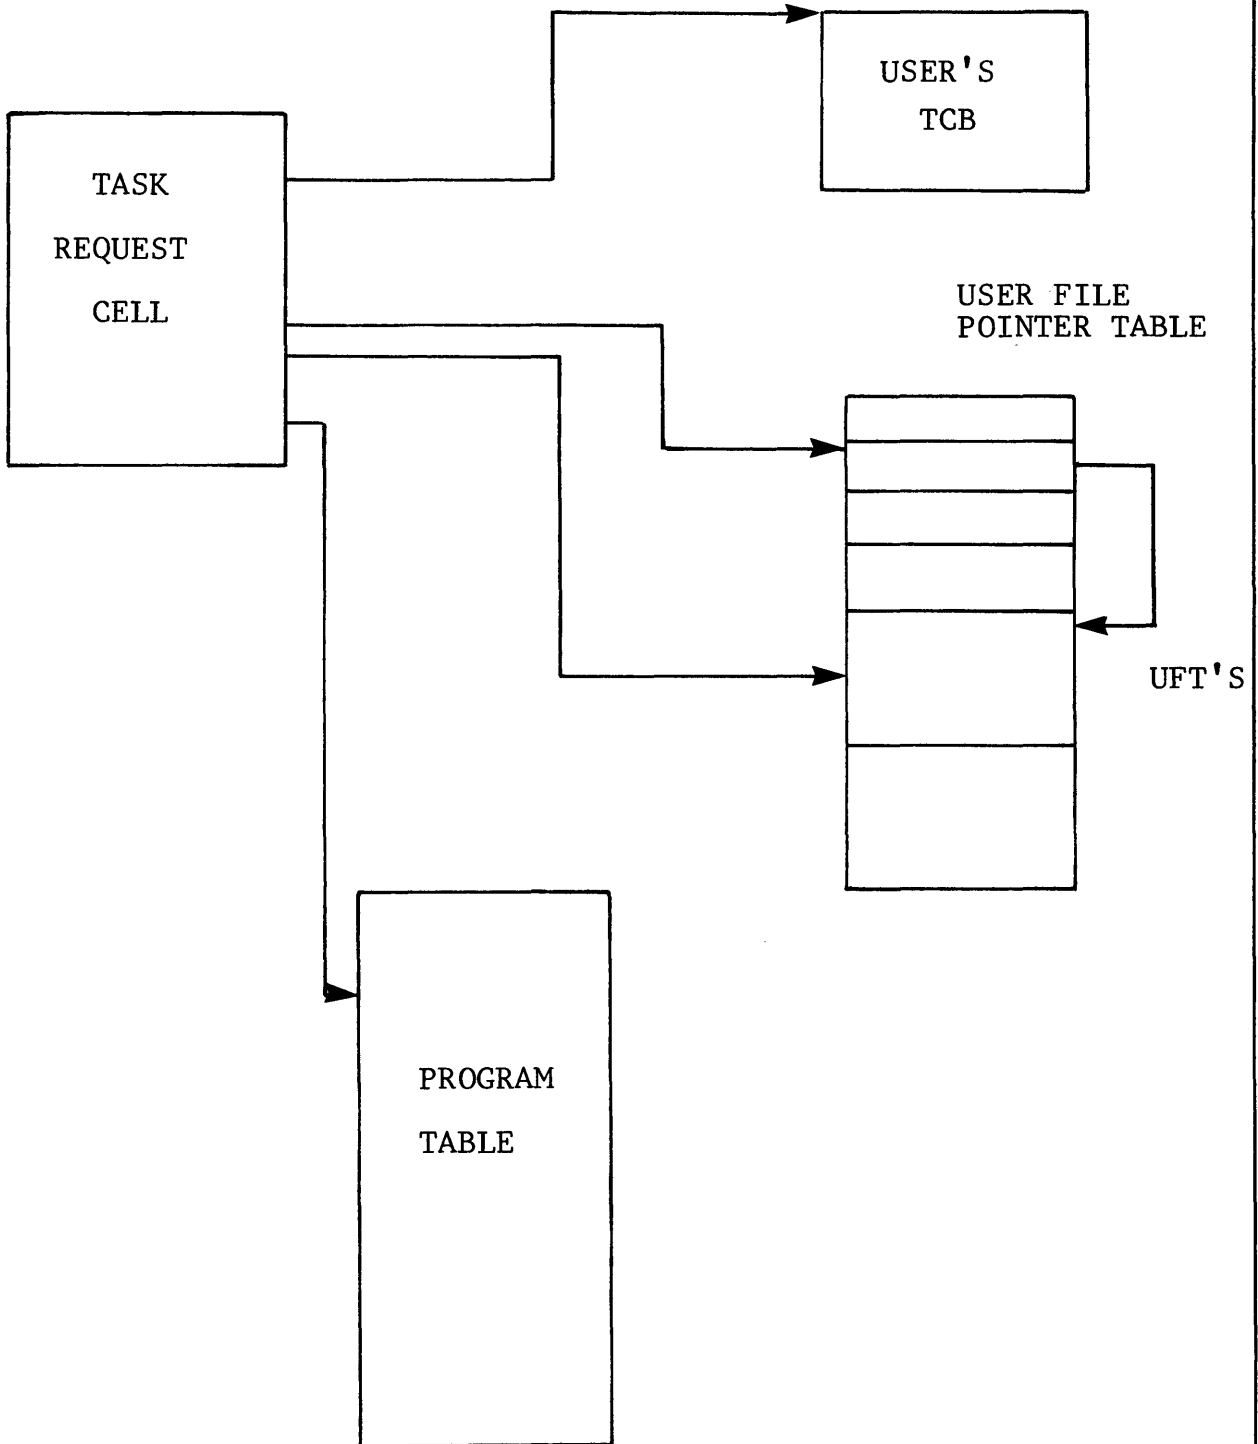 USER'S
TCB
TASK
REQUEST
CELL
USER FILE
POINTER TABLE
UFT'S
PROGRAM
TABLE